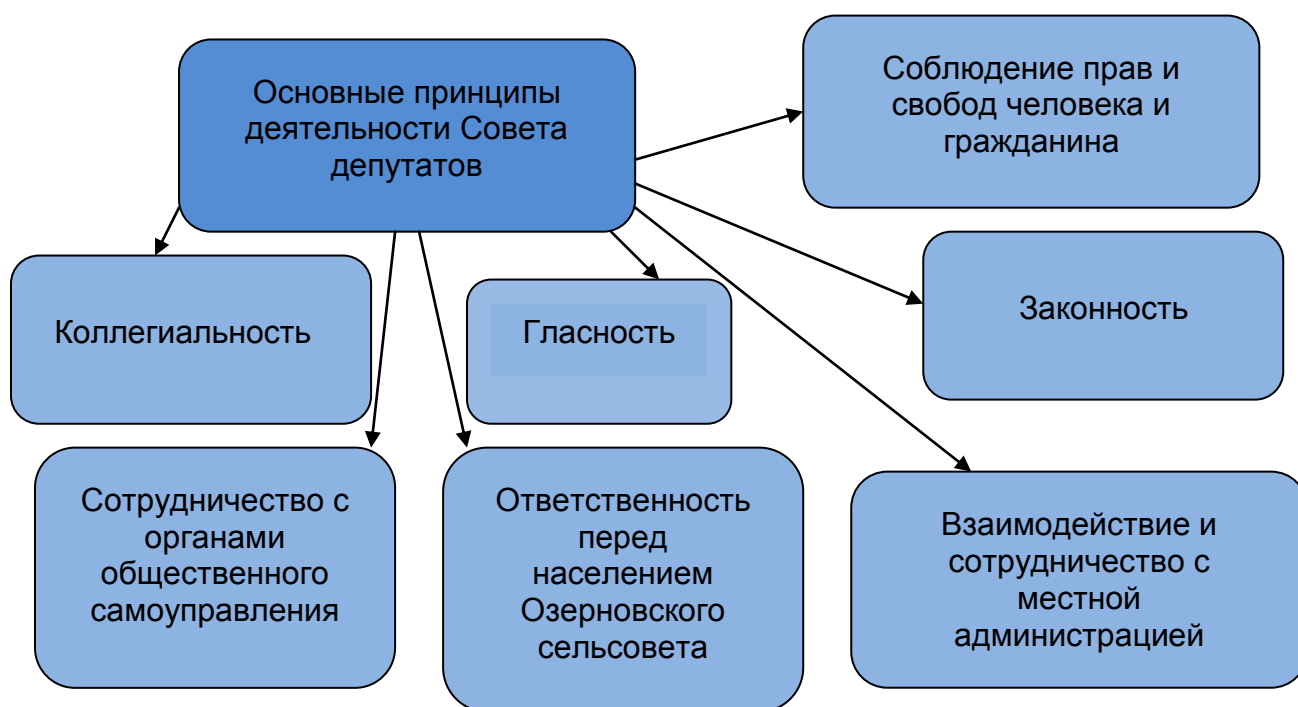 Основные принципы
деятельности Совета
депутатов
Соблюдение прав и
свобод человека и
гражданина
Коллегиальность
Гласность
Законность
Сотрудничество с
органами
общественного
самоуправления
Ответственность
перед
населением
Озерновского
сельсовета
Взаимодействие и
сотрудничество с
местной
администрацией